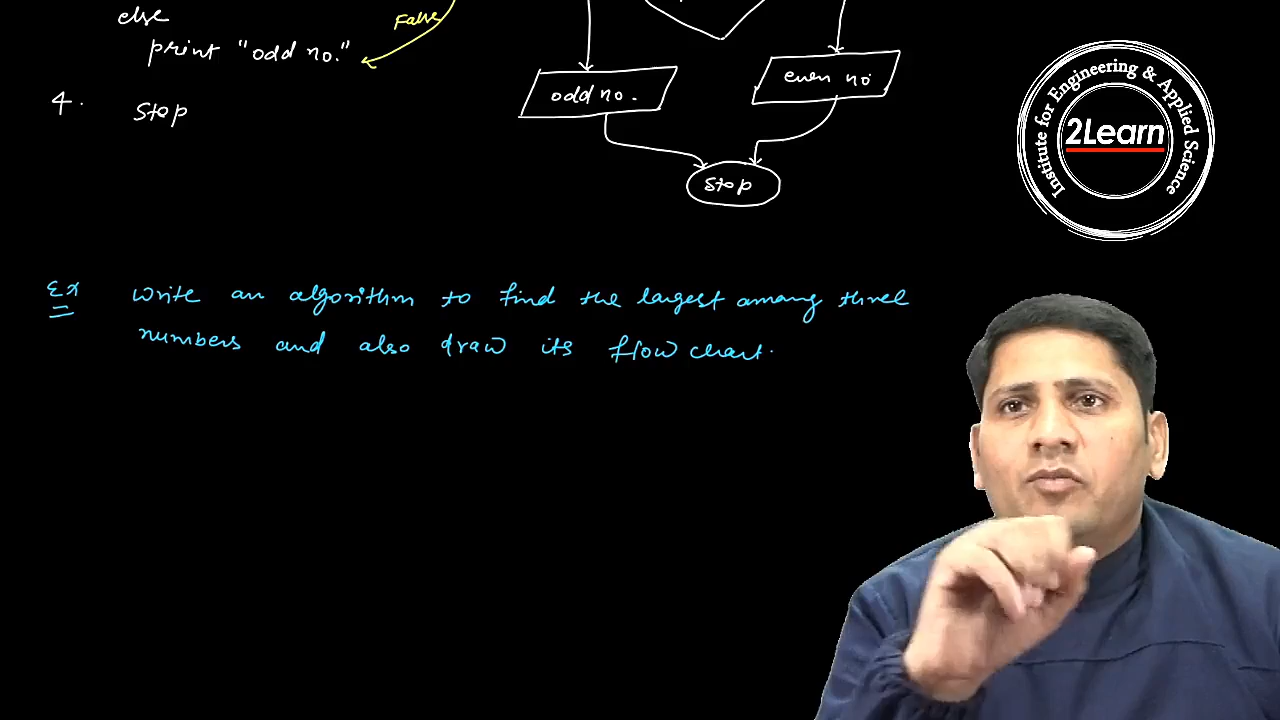 else
False
print "odd no."
odd no.
even no.
4. Stop
Stop
Institute for Engineering & Applied Science
2Learn
Ex Write an algorithm to find the largest among three
numbers and also draw its flow chart.